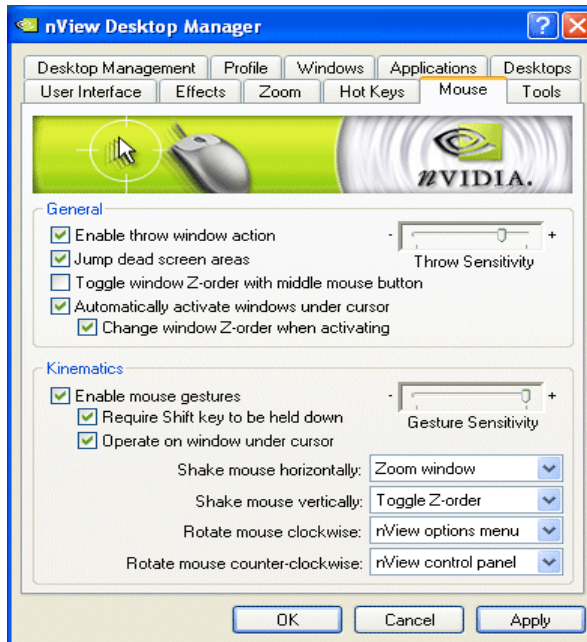 nView Desktop Manager
Desktop Management Profile Windows Applications Desktops
User Interface Effects Zoom Hot Keys Mouse Tools
nVIDIA.
General
Enable throw window action - +
Jump dead screen areas Throw Sensitivity
Toggle window Z-order with middle mouse button
Automatically activate windows under cursor
Change window Z-order when activating
Kinematics
Enable mouse gestures - +
Require Shift key to be held down Gesture Sensitivity
Operate on window under cursor
Shake mouse horizontally: Zoom window
Shake mouse vertically: Toggle Z-order
Rotate mouse clockwise: nView options menu
Rotate mouse counter-clockwise: nView control panel
OK Cancel Apply